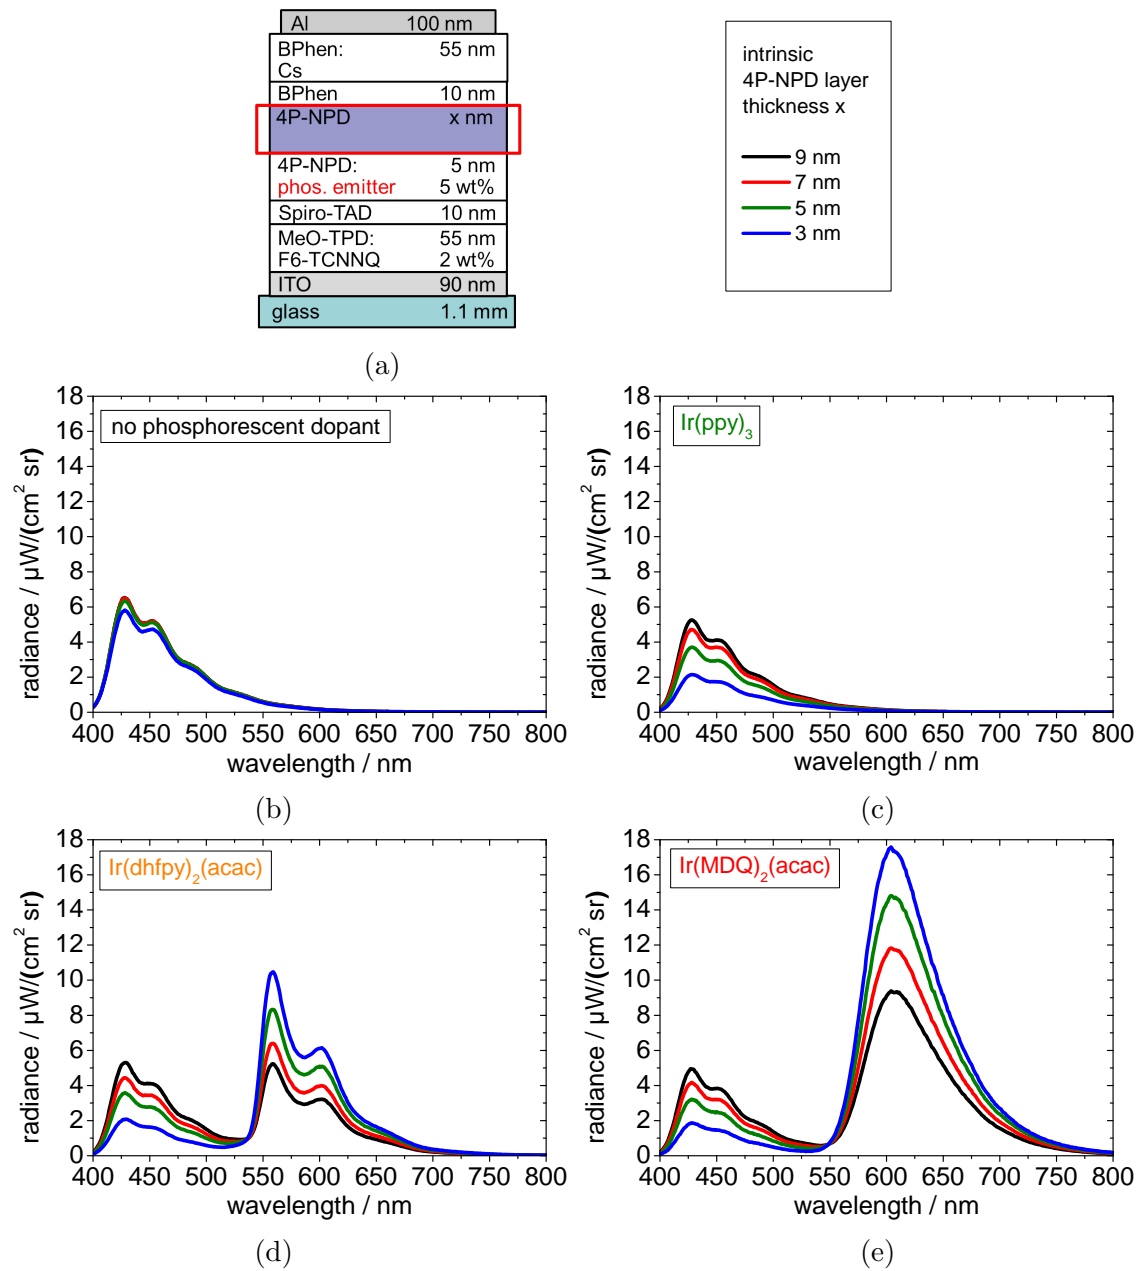 Al 100 nm
BPhen: 55 nm
Cs
BPhen 10 nm
4P-NPD x nm
4P-NPD: 5 nm
phos. emitter 5 wt%
Spiro-TAD 10 nm
MeO-TPD: 55 nm
F6-TCNNQ 2 wt%
ITO 90 nm
glass 1.1 mm
(a)
intrinsic
4P-NPD layer
thickness x
9 nm
7 nm
5 nm
3 nm
no phosphorescent dopant
radiance / µW/(cm² sr)
18
16
14
12
10
8
6
4
2
0
400 450 500 550 600 650 700 750 800
wavelength / nm
(b)
Ir(ppy)₃
radiance / µW/(cm² sr)
18
16
14
12
10
8
6
4
2
0
400 450 500 550 600 650 700 750 800
wavelength / nm
(c)
Ir(dhfpy)₂(acac)
radiance / µW/(cm² sr)
18
16
14
12
10
8
6
4
2
0
400 450 500 550 600 650 700 750 800
wavelength / nm
(d)
Ir(MDQ)₂(acac)
radiance / µW/(cm² sr)
18
16
14
12
10
8
6
4
2
0
400 450 500 550 600 650 700 750 800
wavelength / nm
(e)